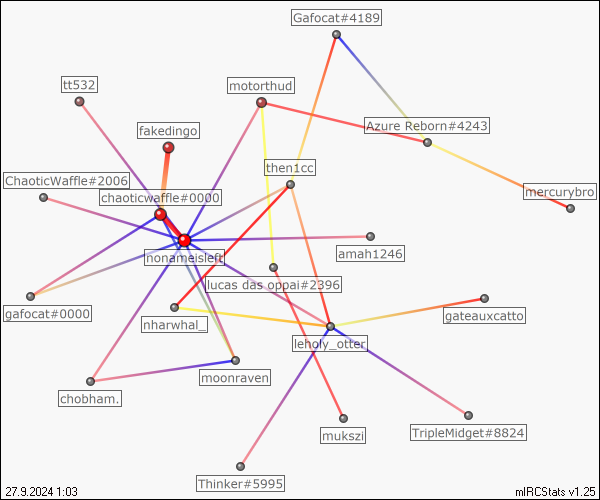 Gafocat#4189
tt532
motorthud
fakedingo
Azure Reborn#4243
then1cc
ChaoticWaffle#2006
chaoticwaffle#0000
mercurybro
nonameisleft
amah1246
lucas das oppai#2396
gafocat#0000
nharwhal_
gateauxcatto
leholy_otter
moonraven
chobham.
mukszi
TripleMidget#8824
Thinker#5995
27.9.2024 1:03
mIRCStats v1.25